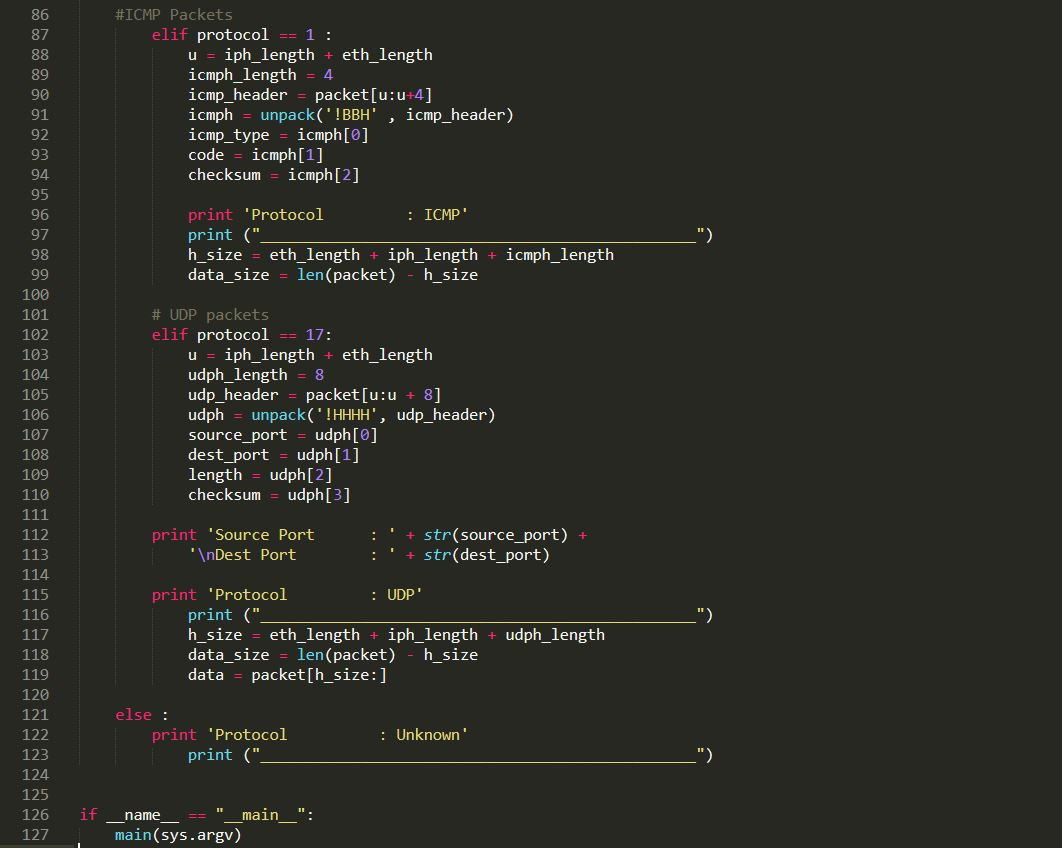 86 #ICMP Packets
87 elif protocol == 1 :
88 u = iph_length + eth_length
89 icmph_length = 4
90 icmp_header = packet[u:u+4]
91 icmph = unpack('!BBH' , icmp_header)
92 icmp_type = icmph[0]
93 code = icmph[1]
94 checksum = icmph[2]
95
96 print 'Protocol         : ICMP'
97 print ("________________________________________________")
98 h_size = eth_length + iph_length + icmph_length
99 data_size = len(packet) - h_size
100
101 # UDP packets
102 elif protocol == 17:
103 u = iph_length + eth_length
104 udph_length = 8
105 udp_header = packet[u:u + 8]
106 udph = unpack('!HHHH', udp_header)
107 source_port = udph[0]
108 dest_port = udph[1]
109 length = udph[2]
110 checksum = udph[3]
111
112 print 'Source Port      : ' + str(source_port) +
113 '\nDest Port        : ' + str(dest_port)
114
115 print 'Protocol         : UDP'
116 print ("________________________________________________")
117 h_size = eth_length + iph_length + udph_length
118 data_size = len(packet) - h_size
119 data = packet[h_size:]
120
121 else :
122 print 'Protocol          : Unknown'
123 print ("________________________________________________")
124
125
126 if __name__ == "__main__":
127 main(sys.argv)